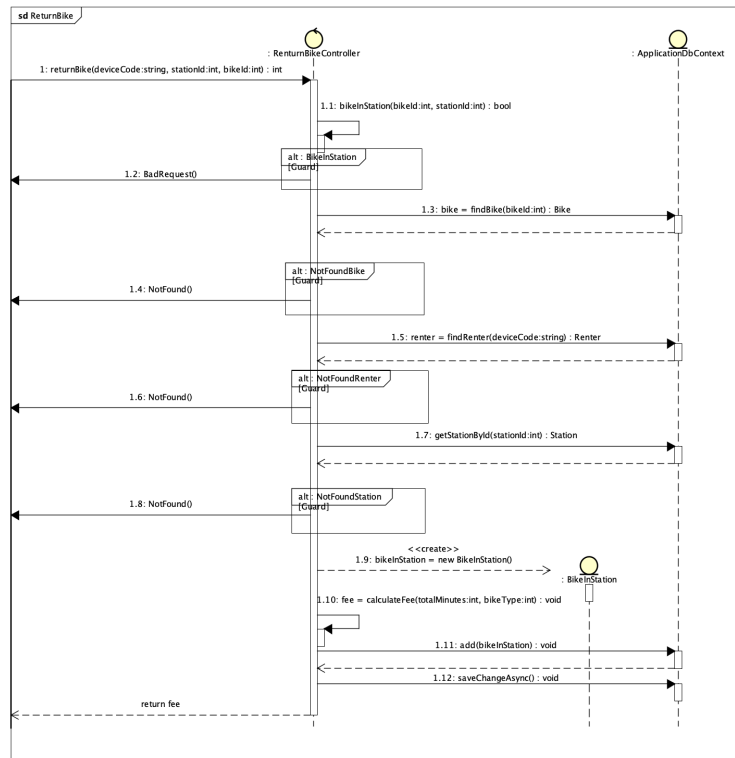 sd ReturnBike
: RenturnBikeController
: ApplicationDbContext
1: returnBike(deviceCode:string, stationId:int, bikeId:int) : int
1.1: bikeInStation(bikeId:int, stationId:int) : bool
alt : BikeInStation
[Guard]
1.2: BadRequest()
1.3: bike = findBike(bikeId:int) : Bike
alt : NotFoundBike
[Guard]
1.4: NotFound()
1.5: renter = findRenter(deviceCode:string) : Renter
alt : NotFoundRenter
[Guard]
1.6: NotFound()
1.7: getStationById(stationId:int) : Station
alt : NotFoundStation
[Guard]
1.8: NotFound()
<<create>>
1.9: bikeInStation = new BikeInStation()
: BikeInStation
1.10: fee = calculateFee(totalMinutes:int, bikeType:int) : void
1.11: add(bikeInStation) : void
1.12: saveChangeAsync() : void
return fee